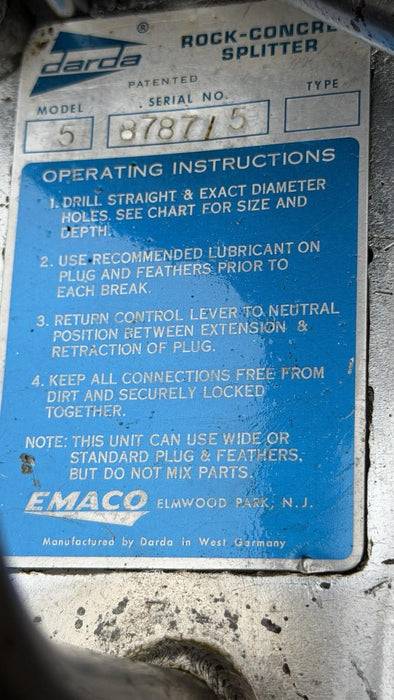 darda®
ROCK-CONCRE
SPLITTER
PATENTED
MODEL SERIAL NO. TYPE
5 8787/5
OPERATING INSTRUCTIONS
1. DRILL STRAIGHT & EXACT DIAMETER
HOLES. SEE CHART FOR SIZE AND
DEPTH.
2. USE RECOMMENDED LUBRICANT ON
PLUG AND FEATHERS PRIOR TO
EACH BREAK.
3. RETURN CONTROL LEVER TO NEUTRAL
POSITION BETWEEN EXTENSION &
RETRACTION OF PLUG.
4. KEEP ALL CONNECTIONS FREE FROM
DIRT AND SECURELY LOCKED
TOGETHER.
NOTE: THIS UNIT CAN USE WIDE OR
STANDARD PLUG & FEATHERS,
BUT DO NOT MIX PARTS.
EMACO ELMWOOD PARK, N.J.
Manufactured by Darda in West Germany